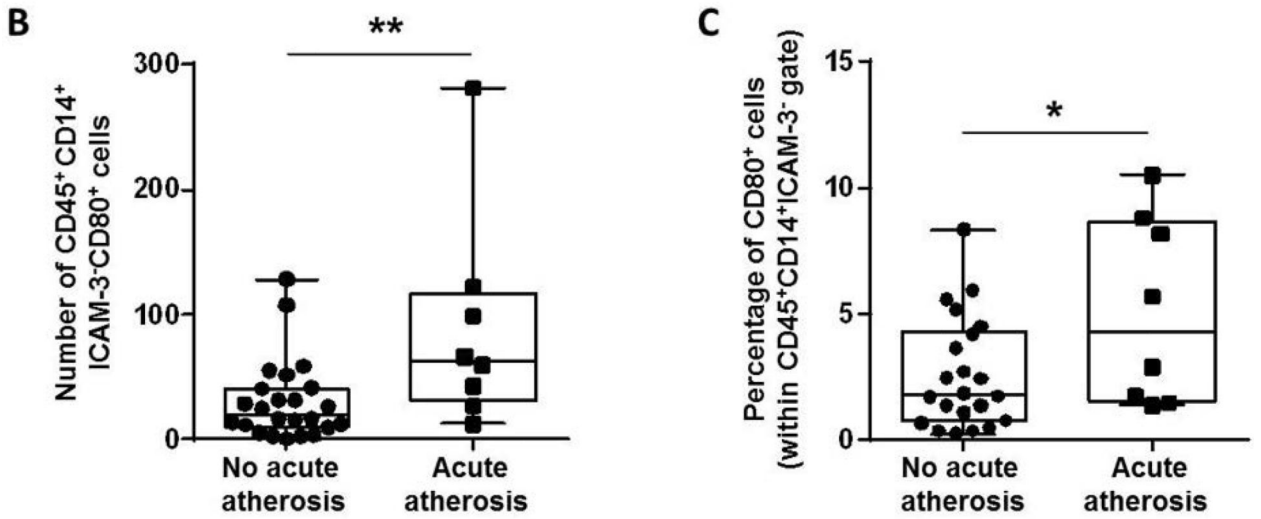 B
**
Number of CD45⁺ CD14⁺
ICAM-3⁻CD80⁺ cells
300
200
100
0
No acute
atherosis
Acute
atherosis
C
*
Percentage of CD80⁺ cells
(within CD45⁺CD14⁺ICAM-3⁻ gate)
15
10
5
0
No acute
atherosis
Acute
atherosis